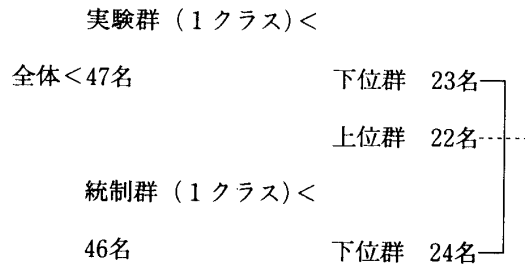 実験群（1クラス）<
全体<47名 下位群 23名
上位群 22名
統制群（1クラス）<
46名 下位群 24名